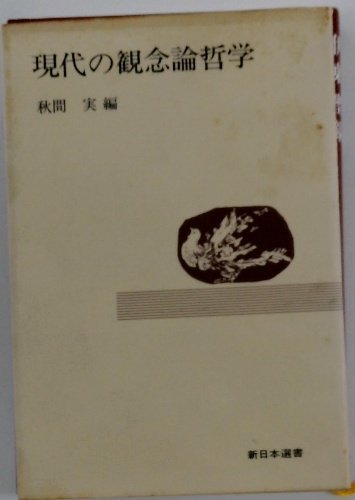 現代の観念論哲学
秋間 実 編
新日本選書